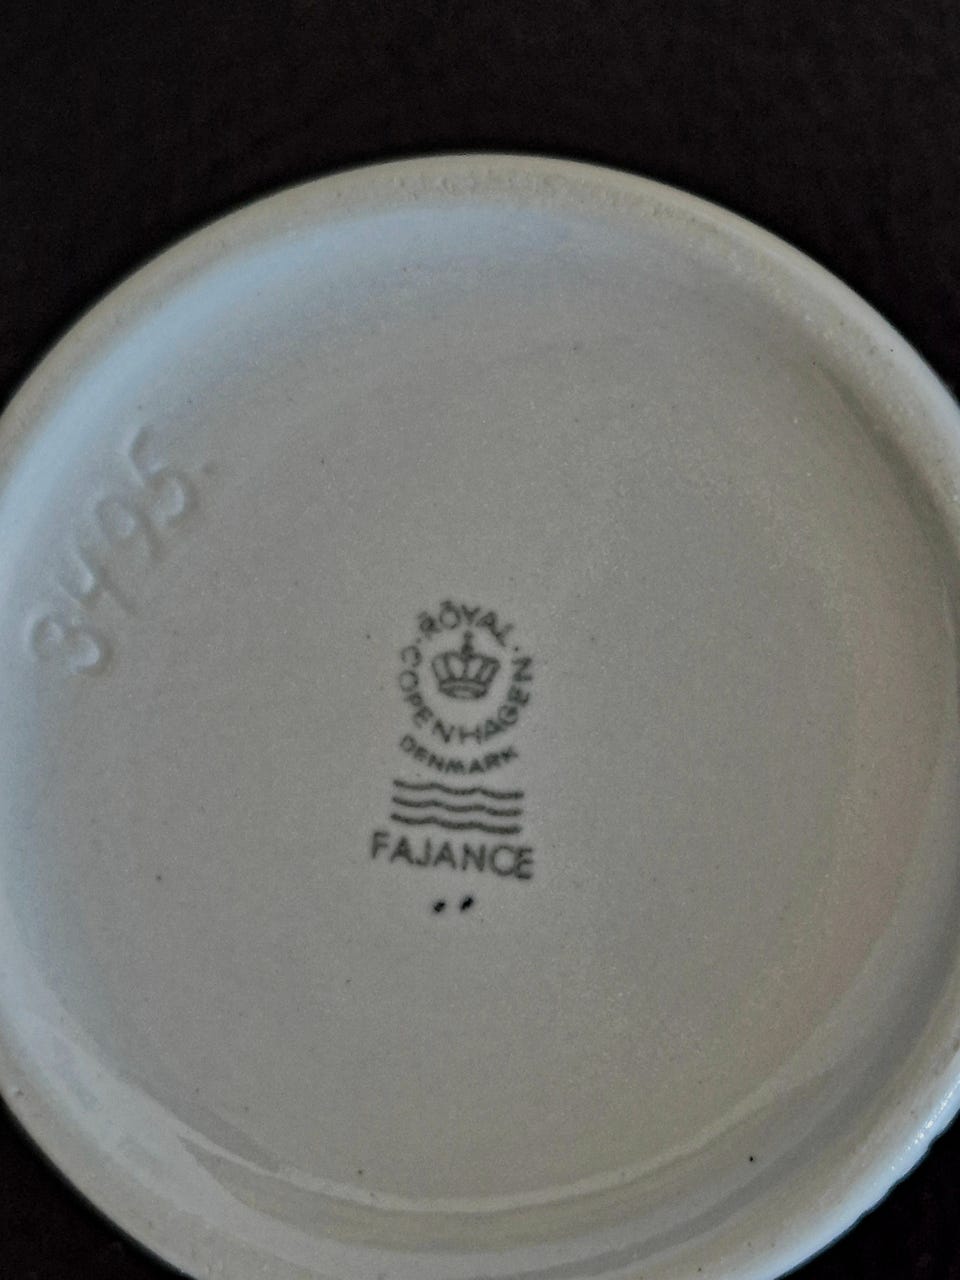 3495.
ROYAL
COPENHAGEN
DENMARK
FAJANCE